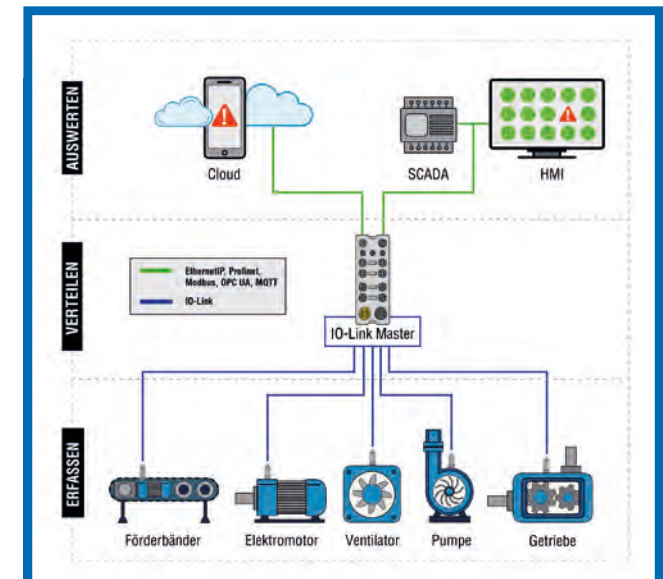 AUSWERTEN
Cloud
SCADA
HMI
VERTEILEN
EthernetIP, Profinet,
Modbus, OPC UA, MQTT
IO-Link
IO-Link Master
ERFASSEN
Förderbänder
Elektromotor
Ventilator
Pumpe
Getriebe